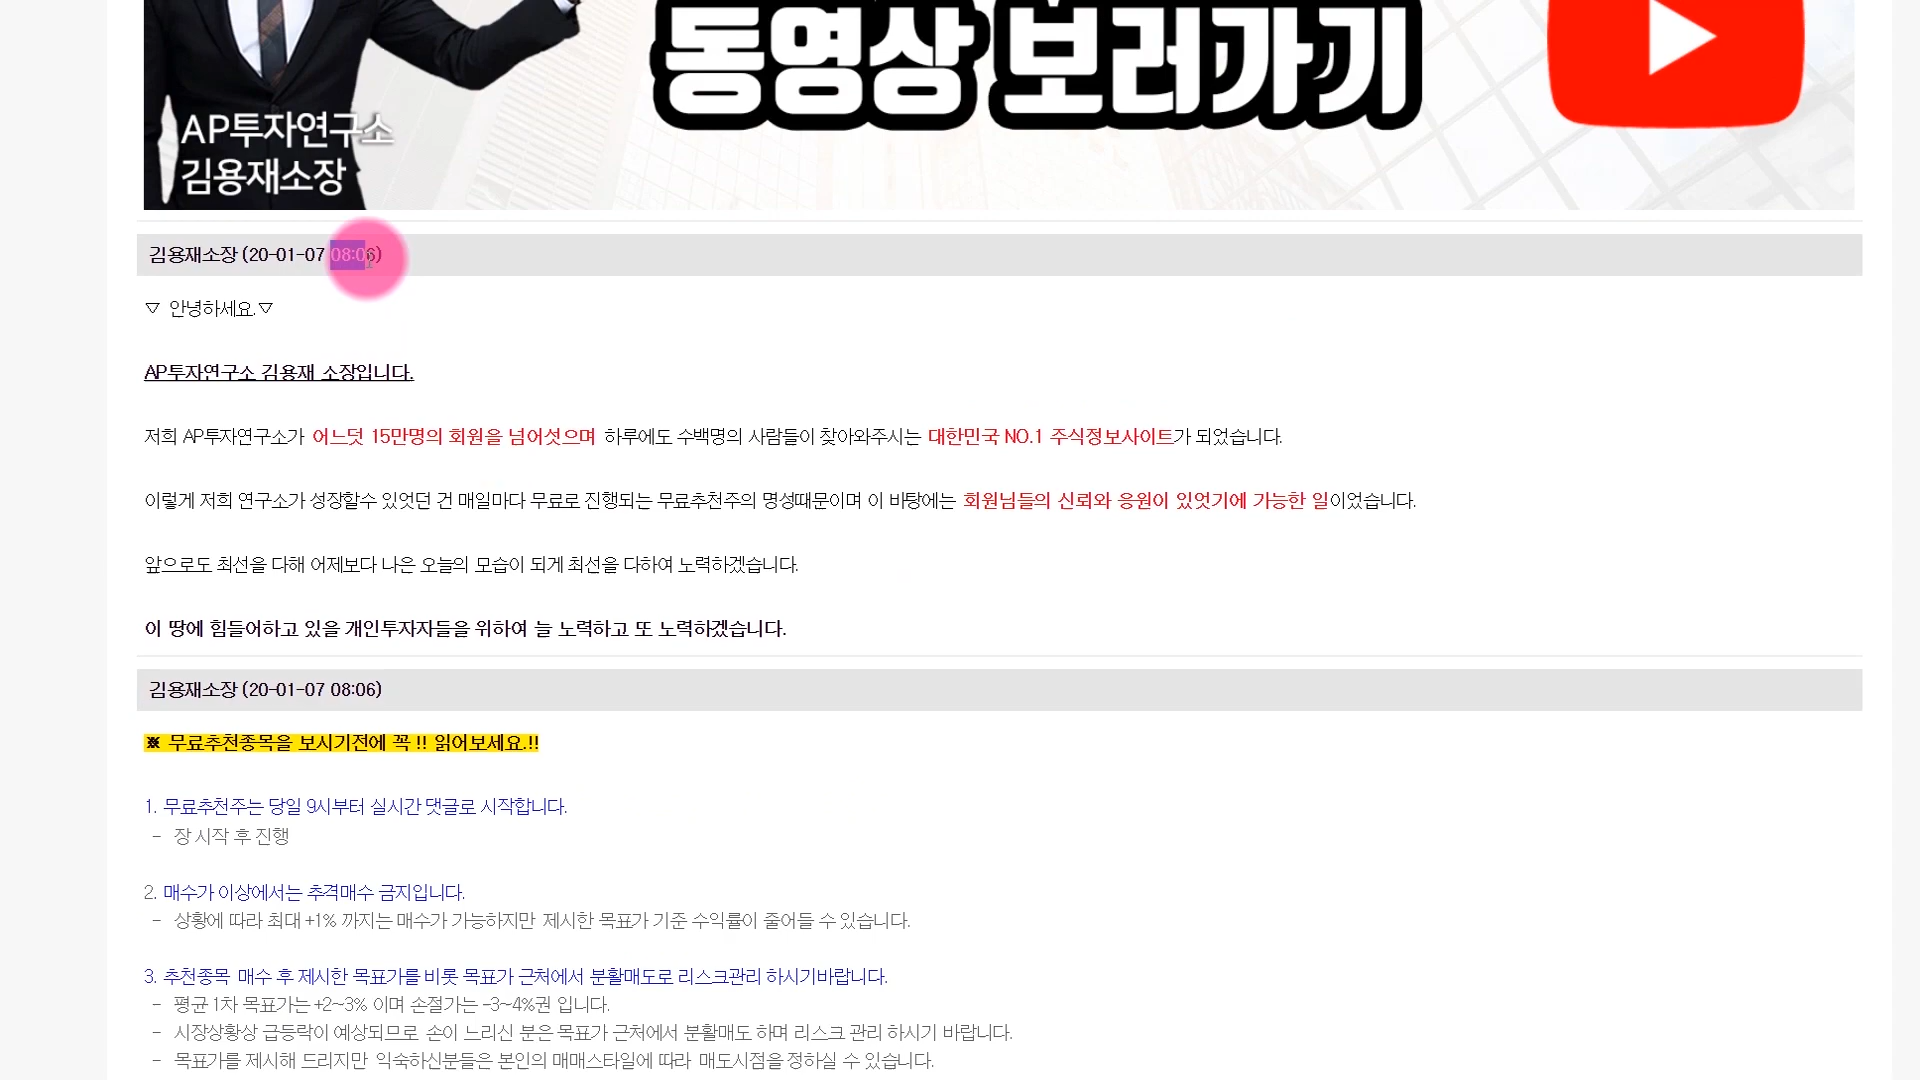 동영상 보러가기
AP투자연구소
김용재소장
김용재소장 (20-01-07 08:06)
▽ 안녕하세요.▽
AP투자연구소 김용재 소장입니다.
저희 AP투자연구소가 어느덧 15만명의 회원을 넘어섯으며 하루에도 수백명의 사람들이 찾아와주시는 대한민국 NO.1 주식정보사이트가 되었습니다.
이렇게 저희 연구소가 성장할수 있엇던 건 매일마다 무료로 진행되는 무료추천주의 명성때문이며 이 바탕에는 회원님들의 신뢰와 응원이 있엇기에 가능한 일이었습니다.
앞으로도 최선을 다해 어제보다 나은 오늘의 모습이 되게 최선을 다하여 노력하겠습니다.
이 땅에 힘들어하고 있을 개인투자자들을 위하여 늘 노력하고 또 노력하겠습니다.
김용재소장 (20-01-07 08:06)
※ 무료추천종목을 보시기전에 꼭 !! 읽어보세요.!!
1. 무료추천주는 당일 9시부터 실시간 댓글로 시작합니다.
- 장 시작 후 진행
2. 매수가 이상에서는 추격매수 금지입니다.
- 상황에 따라 최대 +1% 까지는 매수가 가능하지만 제시한 목표가 기준 수익률이 줄어들 수 있습니다.
3. 추천종목 매수 후 제시한 목표가를 비롯 목표가 근처에서 분활매도로 리스크관리 하시기바랍니다.
- 평균 1차 목표가는 +2~3% 이며 손절가는 -3~4%권 입니다.
- 시장상황상 급등락이 예상되므로 손이 느리신 분은 목표가 근처에서 분활매도 하며 리스크 관리 하시기 바랍니다.
- 목표가를 제시해 드리지만 익숙하신분들은 본인의 매매스타일에 따라 매도시점을 정하실 수 있습니다.